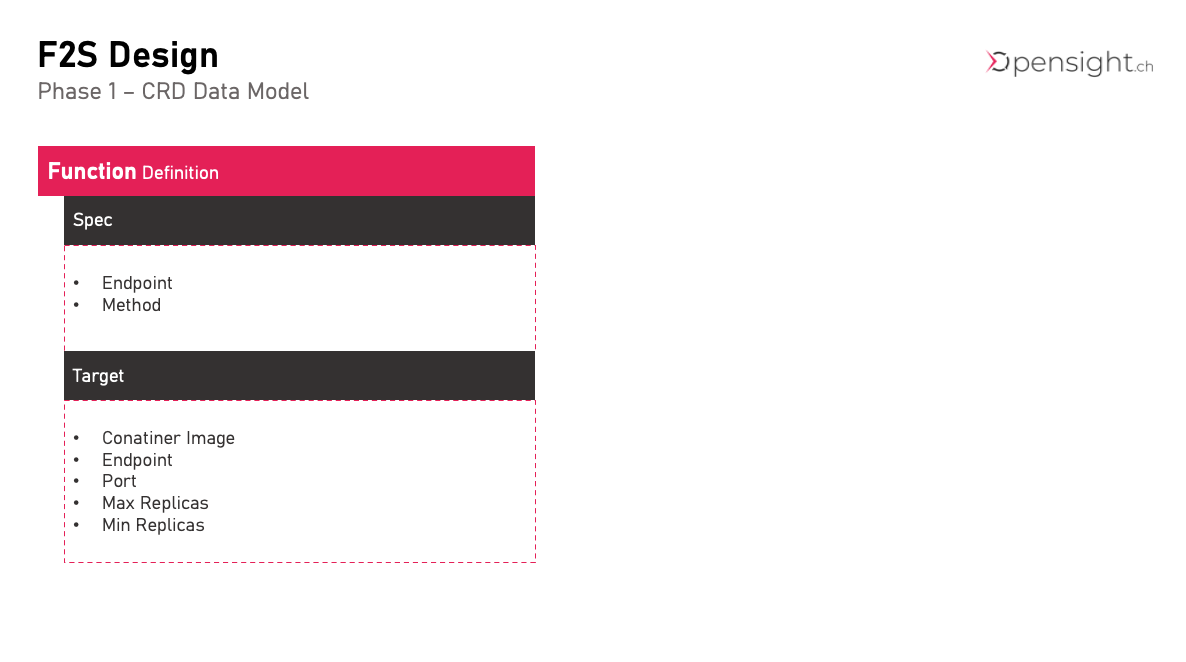 F2S Design
Phase 1 – CRD Data Model
Opensight.ch
Function Definition
Spec
• Endpoint
• Method
Target
• Conatiner Image
• Endpoint
• Port
• Max Replicas
• Min Replicas